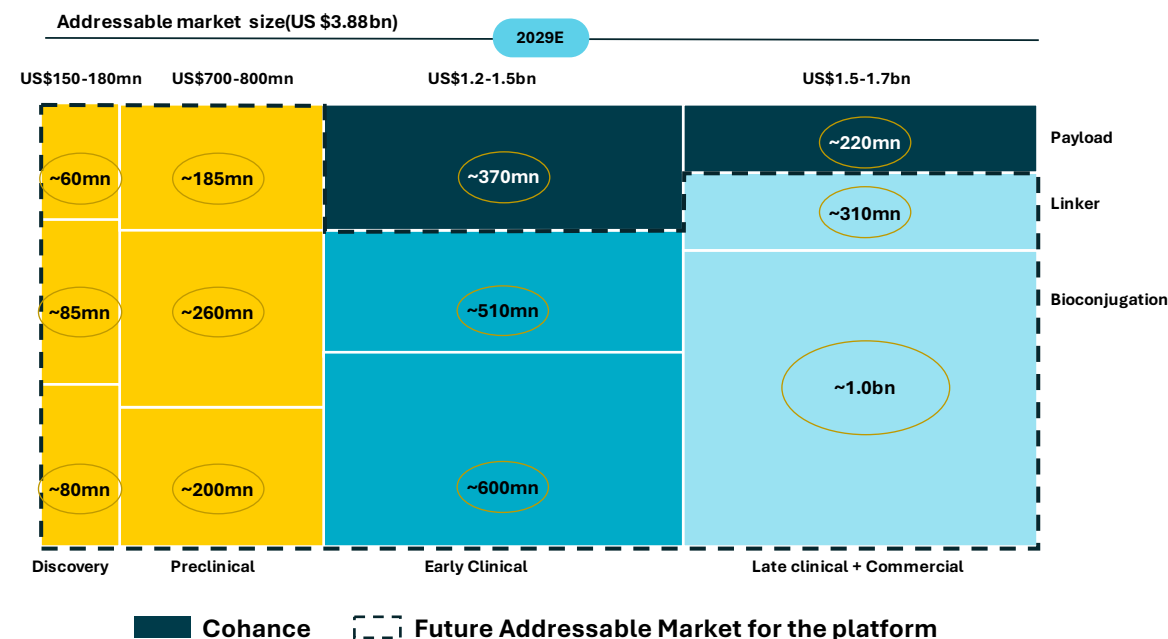 Addressable market size(US $3.88bn)
2029E
US$150-180mn US$700-800mn US$1.2-1.5bn US$1.5-1.7bn
~220mn Payload
~60mn ~185mn ~370mn
~310mn Linker
~85mn ~260mn ~510mn Bioconjugation
~1.0bn
~80mn ~200mn ~600mn
Discovery Preclinical Early Clinical Late clinical + Commercial
Cohance Future Addressable Market for the platform